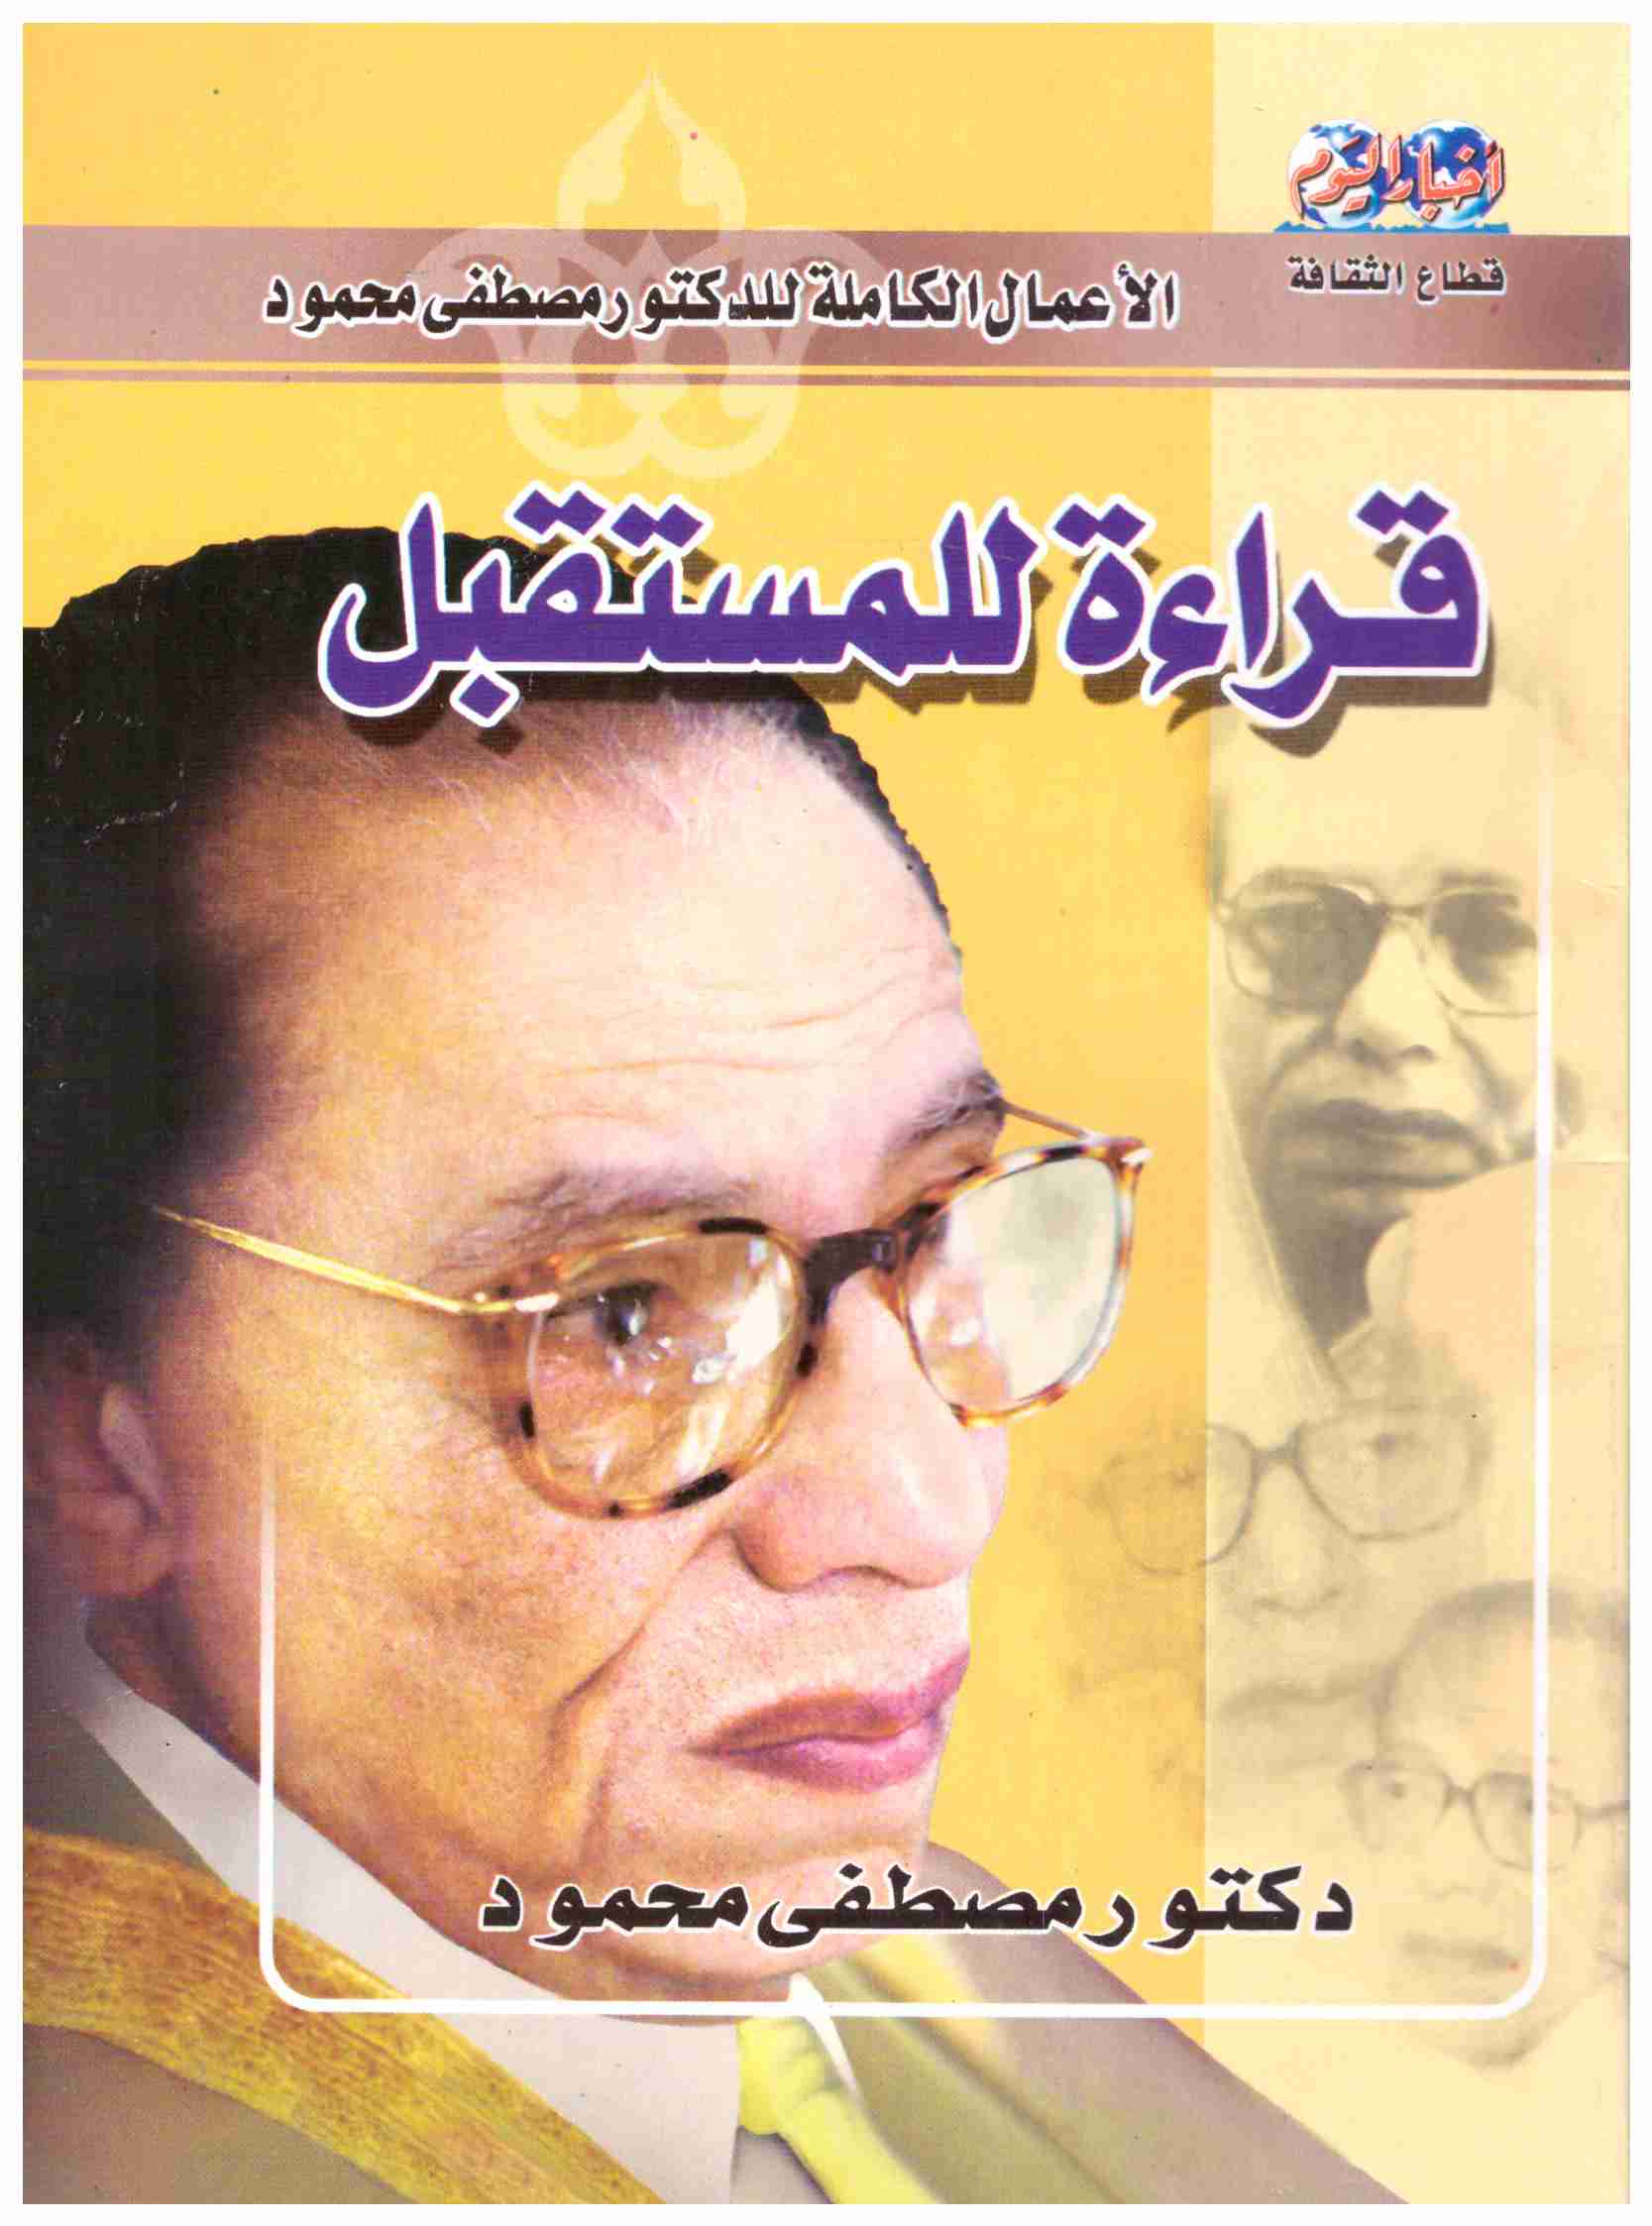 أخبار اليوم
قطاع الثقافة
الأعمال الكاملة للدكتور مصطفى محمود
قراءة للمستقبل
دكتور مصطفى محمود